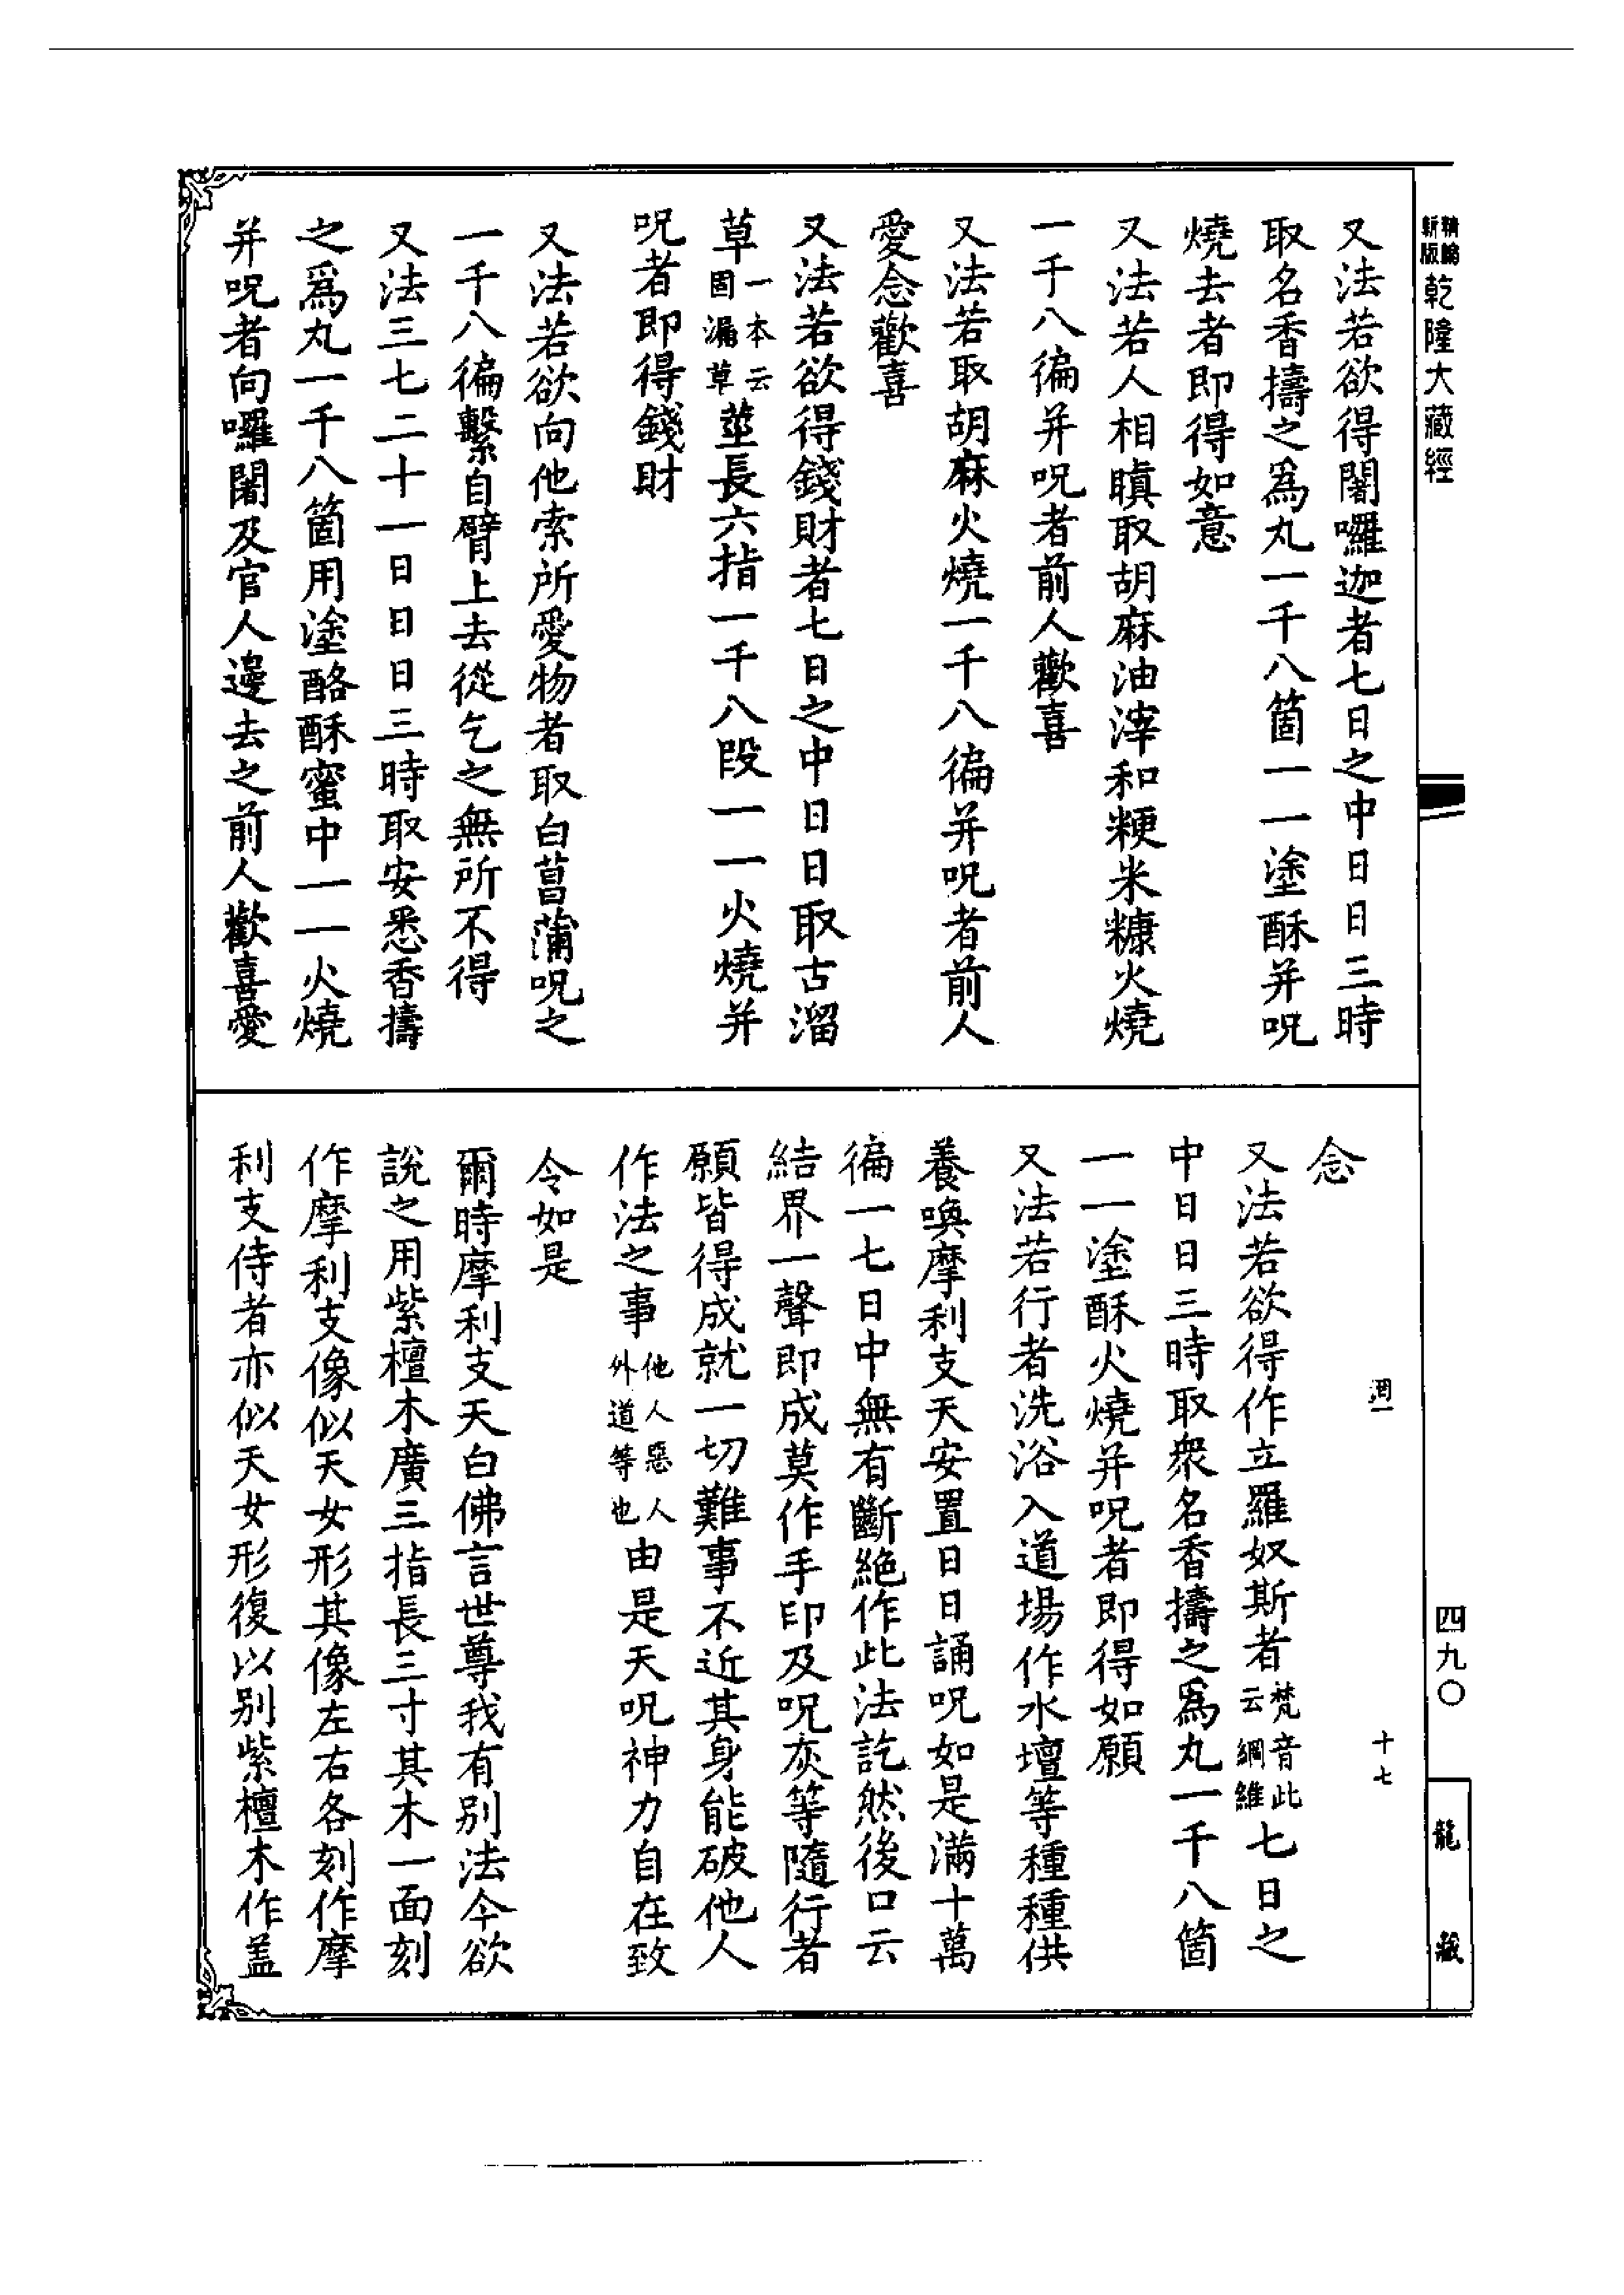 精編新版乾隆大藏經
又法若欲得闍囉迦者七日之中日日三時
取名香擣之爲丸一千八箇一一塗酥并呪
燒去者即得如意
又法若人相瞋取胡麻油滓和粳米糠火燒
一千八徧并呪者前人歡喜
又法若取胡麻火燒一千八徧并呪者前人
愛念歡喜
又法若欲得錢財者七日之中日日取古溜
草一本云固漏草莖長六指一千八段一一火燒并
呪者即得錢財
又法若欲向他索所愛物者取白菖蒲呪之
一千八徧繫自臂上去從乞之無所不得
又法三七二十一日日日三時取安悉香擣
之爲丸一千八箇用塗酪酥蜜中一一火燒
并呪者向囉闍及官人邊去之前人歡喜愛
念
又法若欲得作立羅奴斯者梵音此云綱維七日之
中日日三時取衆名香擣之爲丸一千八箇
一一塗酥火燒并呪者即得如願
又法若行者洗浴入道場作水壇等種種供
養喚摩利支天安置日日誦呪如是滿十萬
徧一七日中無有斷絶作此法訖然後口云
結界一聲即成莫作手印及呪灰等隨行者
願皆得成就一切難事不近其身能破他人
作法之事他人惡人外道等也由是天呪神力自在致
令如是
爾時摩利支天白佛言世尊我有别法今欲
說之用紫檀木廣三指長三寸其木一面刻
作摩利支像似天女形其像左右各刻作摩
利支侍者亦似天女形復以别紫檀木作盖
十七
四九〇
龍藏